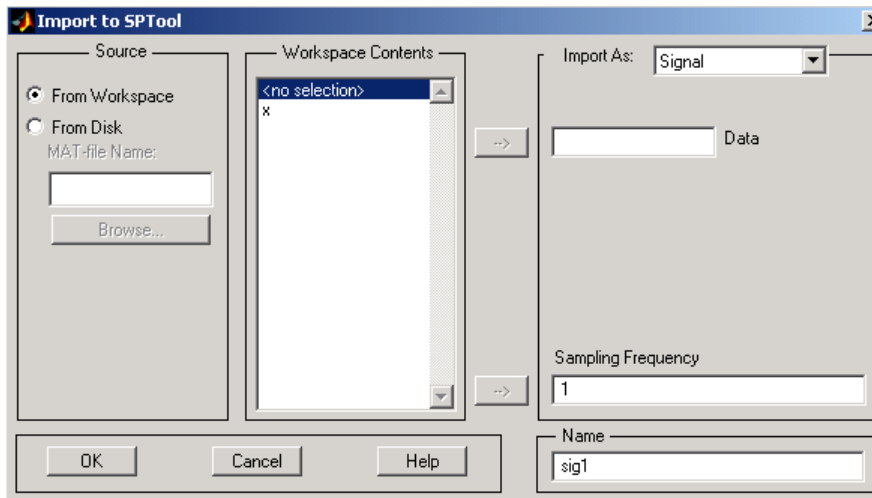 Import to SPTool
Source
From Workspace
From Disk
MAT-file Name:
Browse...
Workspace Contents
<no selection>
x
-->
-->
Import As:
Signal
Data
Sampling Frequency
1
OK
Cancel
Help
Name
sig1